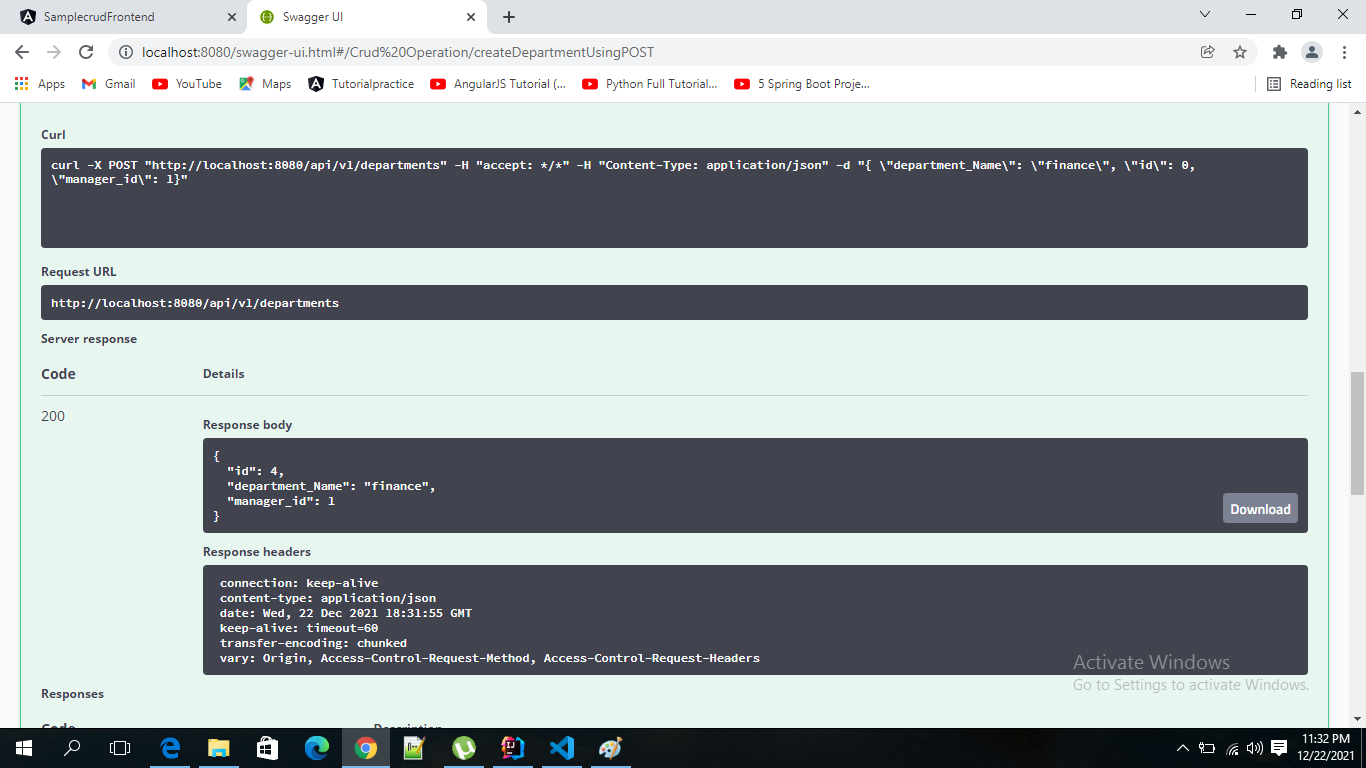 SamplecrudFrontend
Swagger UI
localhost:8080/swagger-ui.html#/Crud%20Operation/createDepartmentUsingPOST
Apps Gmail YouTube Maps Tutorialpractice AngularJS Tutorial (... Python Full Tutorial... 5 Spring Boot Proje... Reading list
Curl
curl -X POST "http://localhost:8080/api/v1/departments" -H "accept: */*" -H "Content-Type: application/json" -d "{ \"department_Name\": \"finance\", \"id\": 0,
\"manager_id\": 1}"
Request URL
http://localhost:8080/api/v1/departments
Server response
Code Details
200
Response body
{
"id": 4,
"department_Name": "finance",
"manager_id": 1
}
Download
Response headers
connection: keep-alive
content-type: application/json
date: Wed, 22 Dec 2021 18:31:55 GMT
keep-alive: timeout=60
transfer-encoding: chunked
vary: Origin, Access-Control-Request-Method, Access-Control-Request-Headers
Activate Windows
Go to Settings to activate Windows.
Responses
Code Description
11:32 PM
12/22/2021